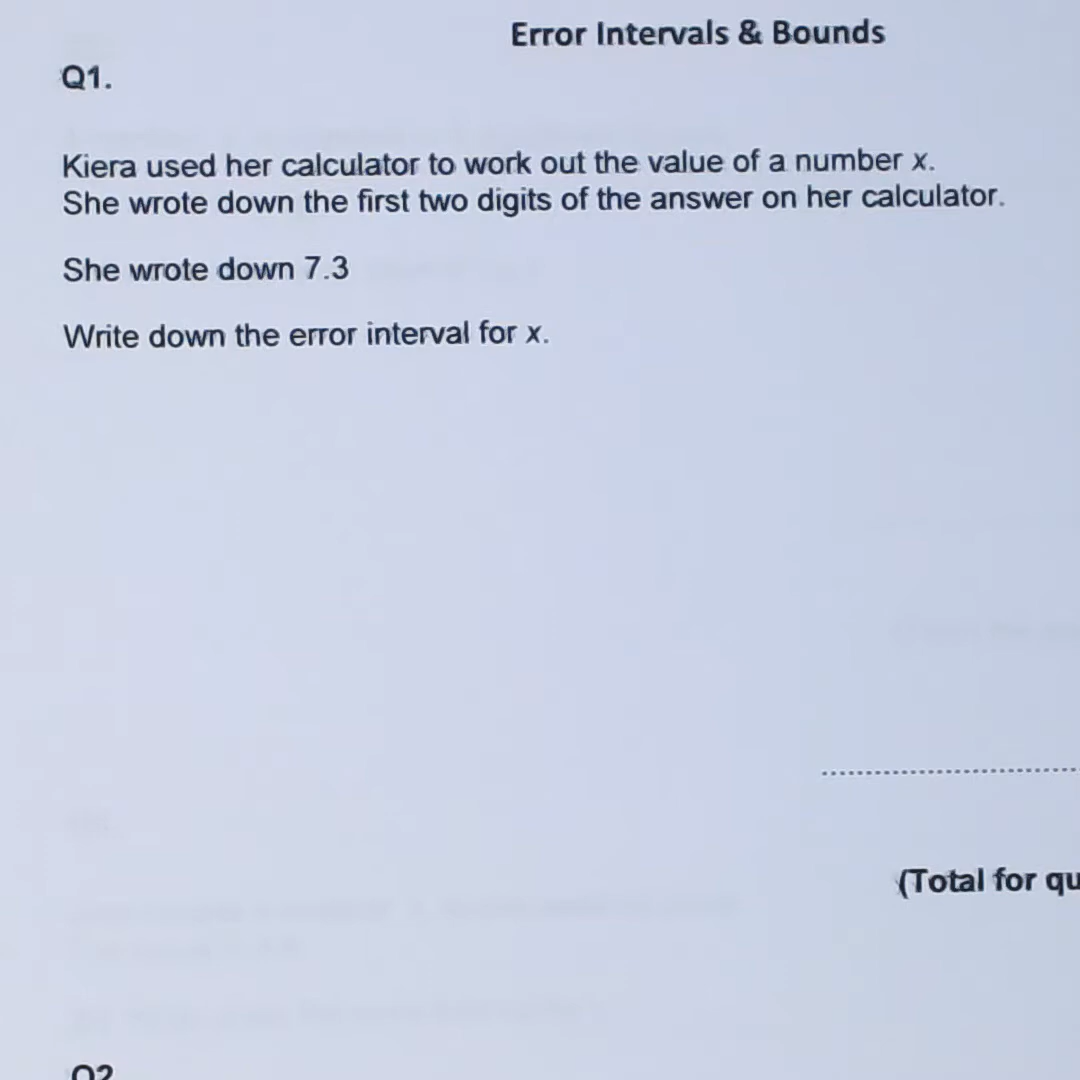 Error Intervals & Bounds
Q1.
Kiera used her calculator to work out the value of a number x.
She wrote down the first two digits of the answer on her calculator.
She wrote down 7.3
Write down the error interval for x.
(Total for qu